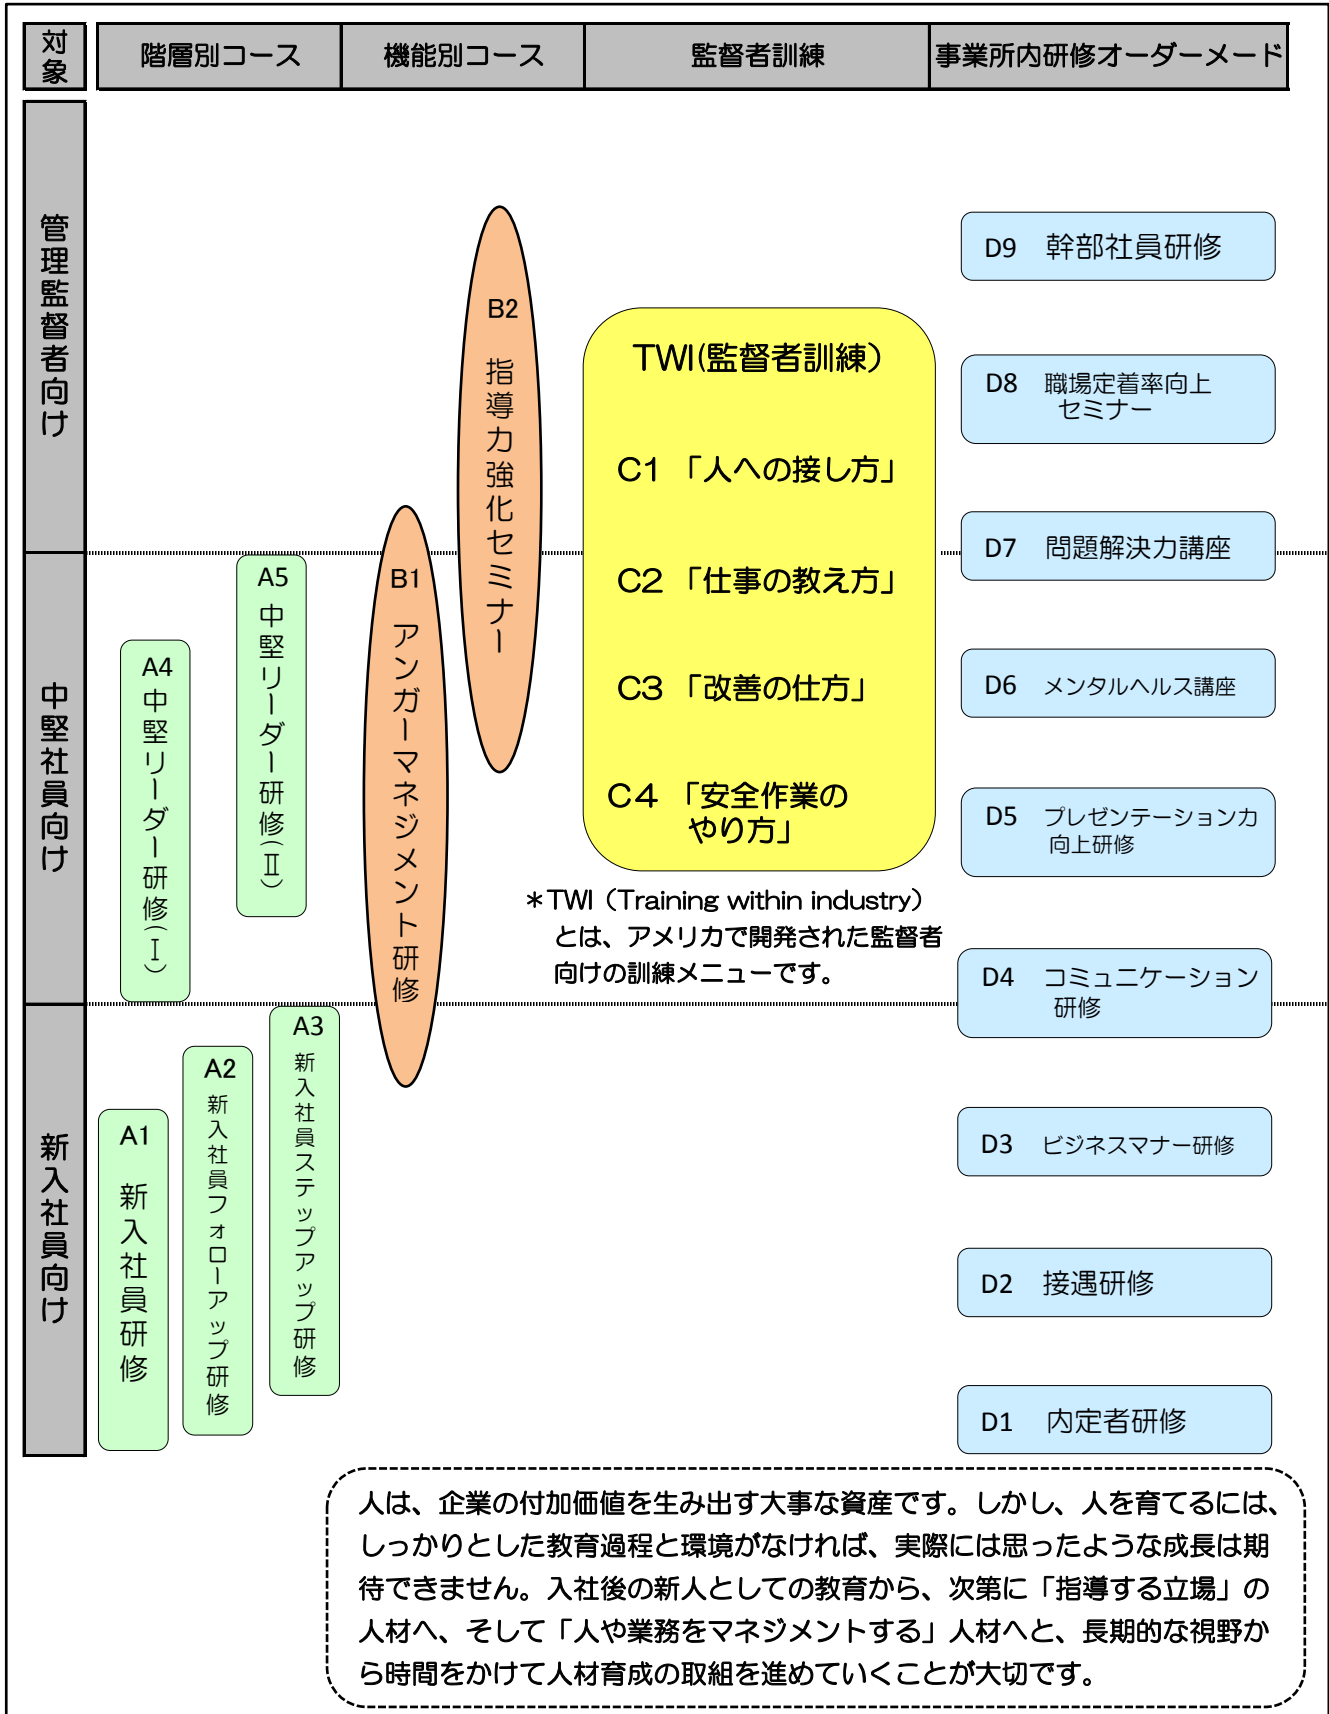 対象
階層別コース
機能別コース
監督者訓練
事業所内研修オーダーメード
管理監督者向け
中堅社員向け
新入社員向け
A5 中堅リーダー研修(Ⅱ)
A4 中堅リーダー研修(Ⅰ)
A3 新入社員ステップアップ研修
A2 新入社員フォローアップ研修
A1 新入社員研修
B2 指導力強化セミナー
B1 アンガーマネジメント研修
TWI(監督者訓練)
C1 「人への接し方」
C2 「仕事の教え方」
C3 「改善の仕方」
C4 「安全作業の
やり方」
*TWI(Training within industry)
とは、アメリカで開発された監督者
向けの訓練メニューです。
D9 幹部社員研修
D8 職場定着率向上
セミナー
D7 問題解決力講座
D6 メンタルヘルス講座
D5 プレゼンテーション力
向上研修
D4 コミュニケーション
研修
D3 ビジネスマナー研修
D2 接遇研修
D1 内定者研修
人は、企業の付加価値を生み出す大事な資産です。しかし、人を育てるには、
しっかりとした教育過程と環境がなければ、実際には思ったような成長は期
待できません。入社後の新人としての教育から、次第に「指導する立場」の
人材へ、そして「人や業務をマネジメントする」人材へと、長期的な視野か
ら時間をかけて人材育成の取組を進めていくことが大切です。